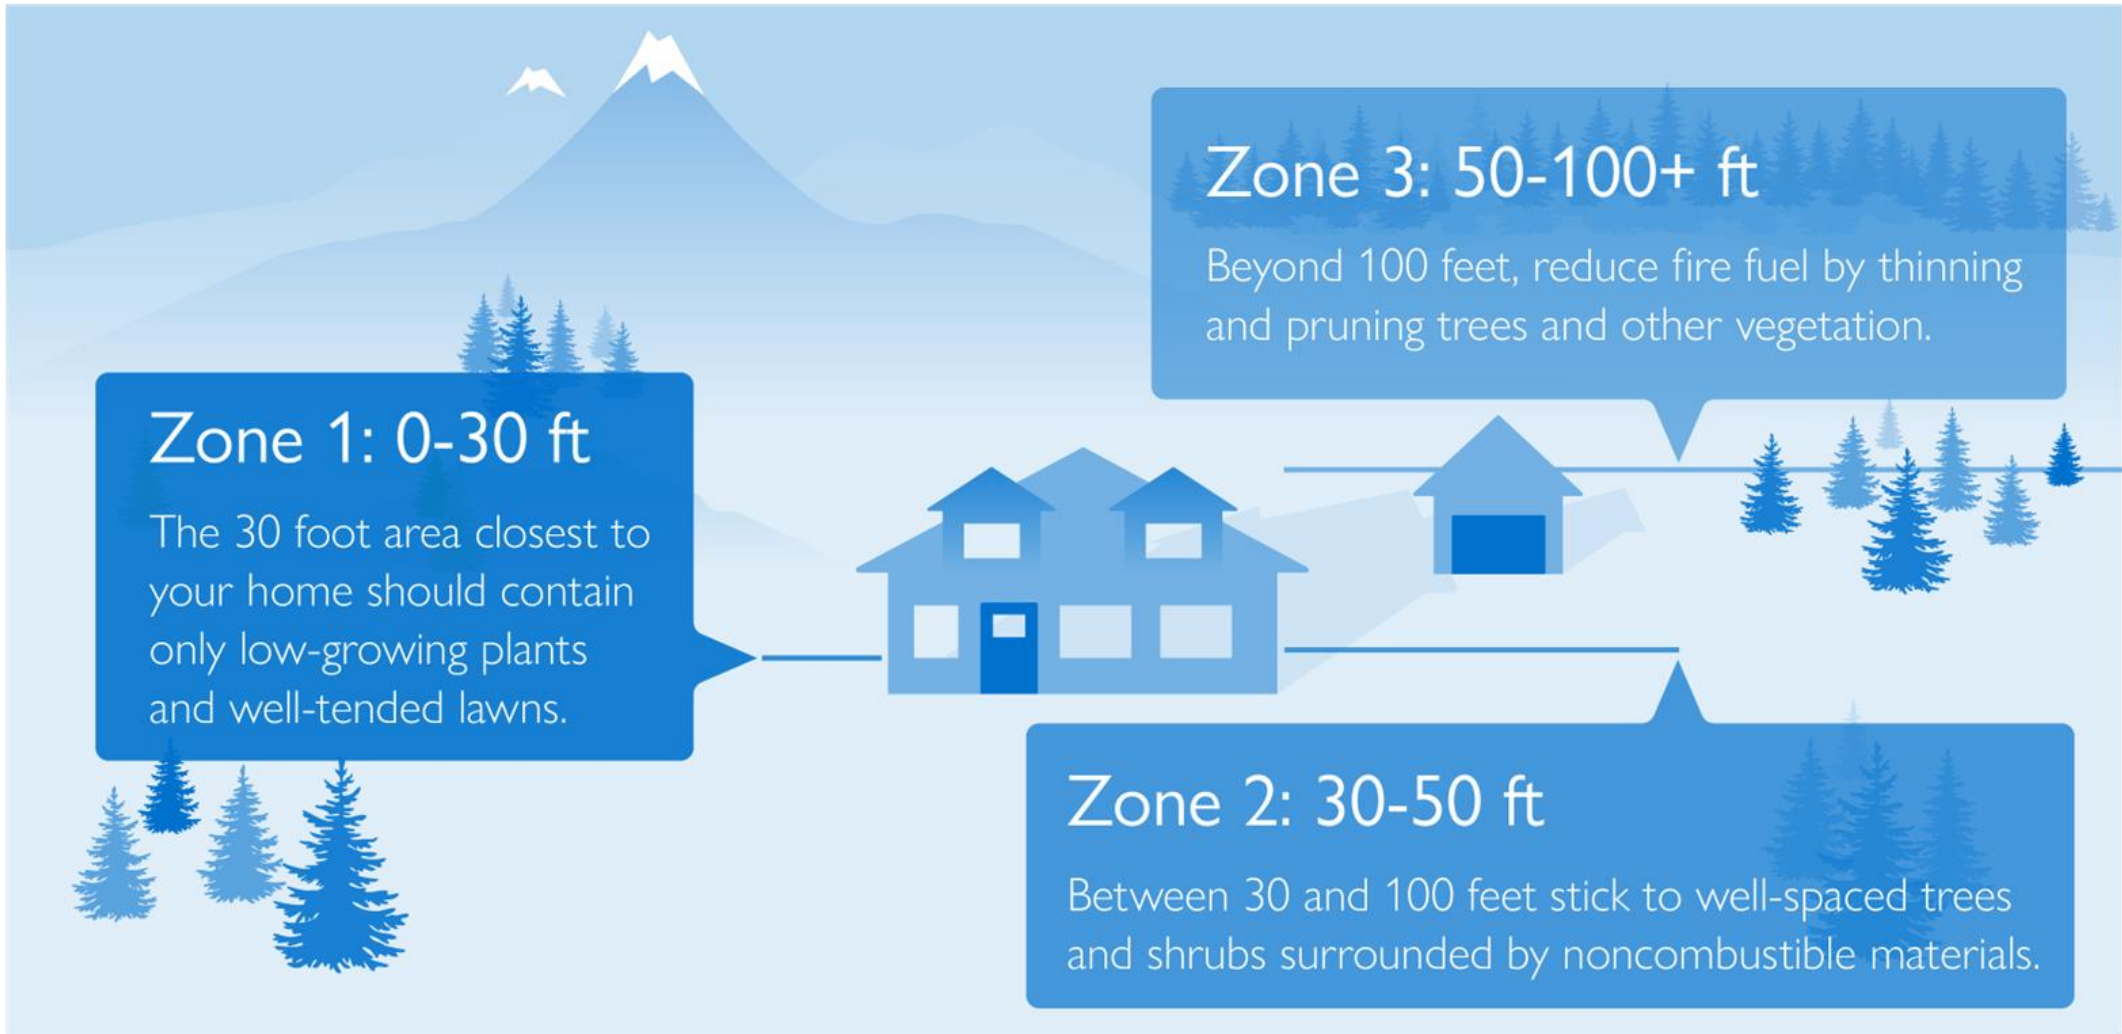 Zone 1: 0-30 ft
The 30 foot area closest to
your home should contain
only low-growing plants
and well-tended lawns.
Zone 3: 50-100+ ft
Beyond 100 feet, reduce fire fuel by thinning
and pruning trees and other vegetation.
Zone 2: 30-50 ft
Between 30 and 100 feet stick to well-spaced trees
and shrubs surrounded by noncombustible materials.